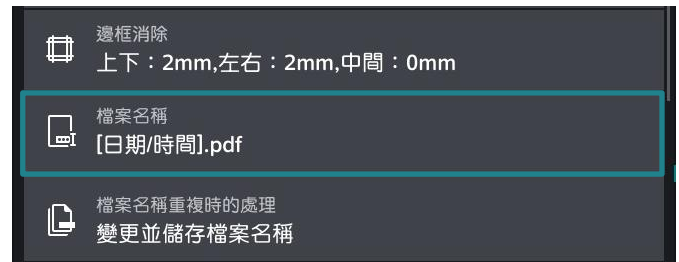 邊框消除
上下：2mm,左右：2mm,中間：0mm
檔案名稱
[日期/時間].pdf
檔案名稱重複時的處理
變更並儲存檔案名稱